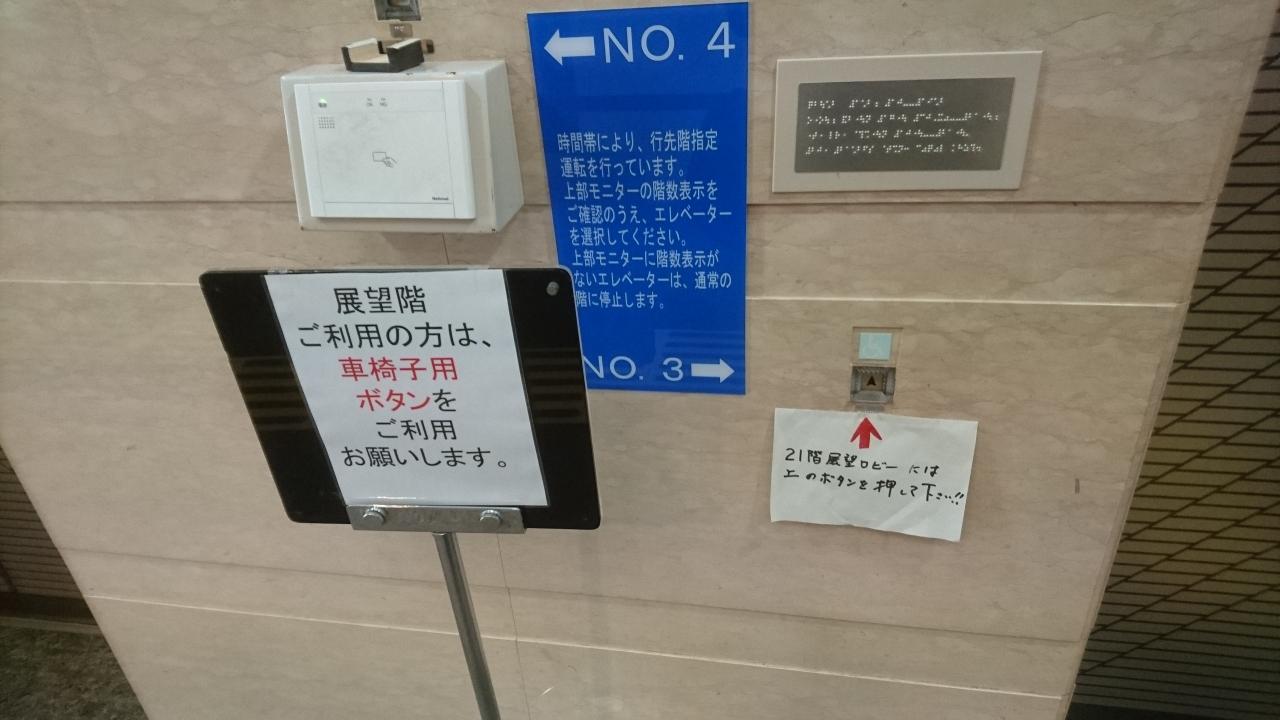 NO. 4
時間帯により、行先階指定
運転を行っています。
上部モニターの階数表示を
ご確認のうえ、エレベーター
を選択してください。
上部モニターに階数表示が
ないエレベーターは、通常の
階に停止します。
NO. 3
National
展望階
ご利用の方は、
車椅子用
ボタンを
ご利用
お願いします。
21階展望ロビーには
上のボタンを押して下さい!!